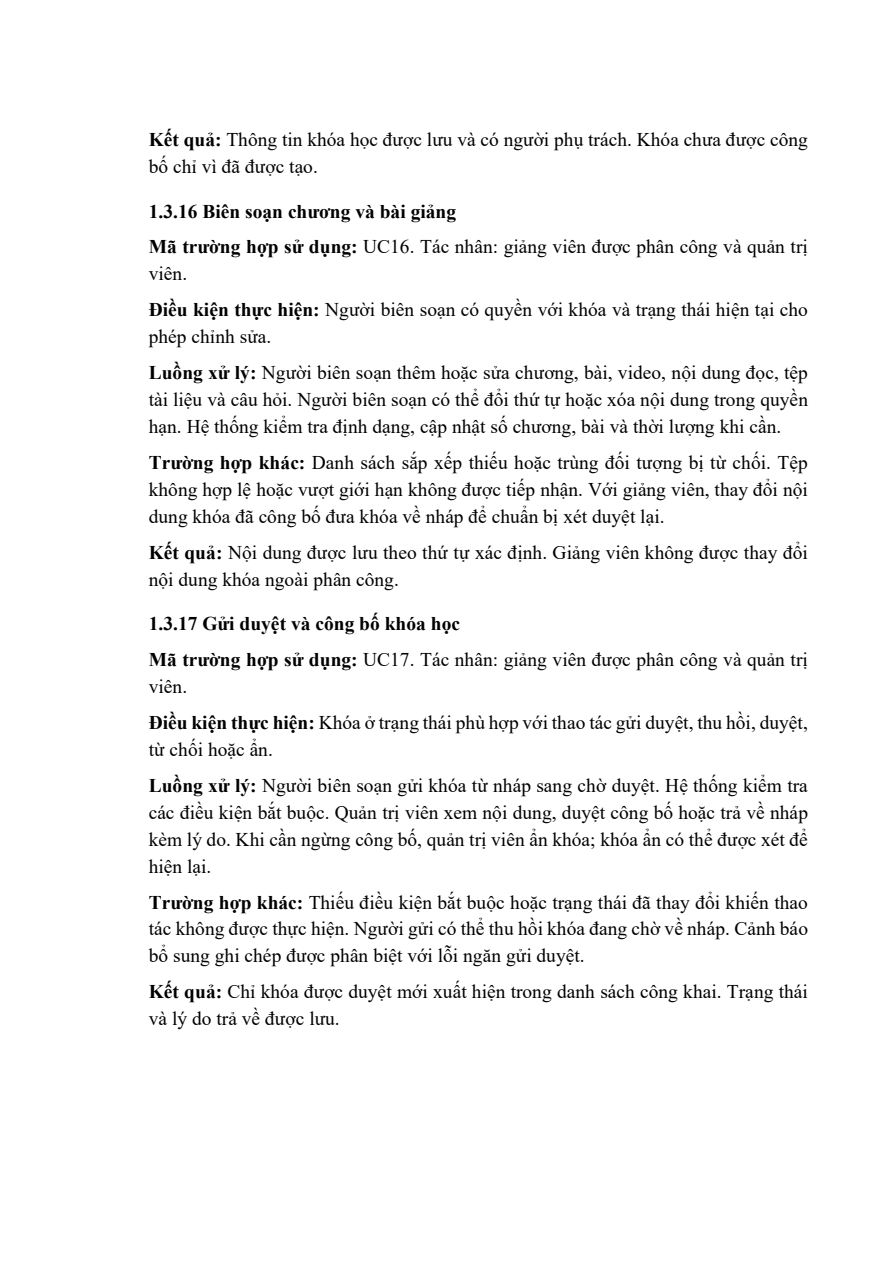 Kết quả: Thông tin khóa học được lưu và có người phụ trách. Khóa chưa được công
bố chỉ vì đã được tạo.
1.3.16 Biên soạn chương và bài giảng
Mã trường hợp sử dụng: UC16. Tác nhân: giảng viên được phân công và quản trị
viên.
Điều kiện thực hiện: Người biên soạn có quyền với khóa và trạng thái hiện tại cho
phép chỉnh sửa.
Luồng xử lý: Người biên soạn thêm hoặc sửa chương, bài, video, nội dung đọc, tệp
tài liệu và câu hỏi. Người biên soạn có thể đổi thứ tự hoặc xóa nội dung trong quyền
hạn. Hệ thống kiểm tra định dạng, cập nhật số chương, bài và thời lượng khi cần.
Trường hợp khác: Danh sách sắp xếp thiếu hoặc trùng đối tượng bị từ chối. Tệp
không hợp lệ hoặc vượt giới hạn không được tiếp nhận. Với giảng viên, thay đổi nội
dung khóa đã công bố đưa khóa về nháp để chuẩn bị xét duyệt lại.
Kết quả: Nội dung được lưu theo thứ tự xác định. Giảng viên không được thay đổi
nội dung khóa ngoài phân công.
1.3.17 Gửi duyệt và công bố khóa học
Mã trường hợp sử dụng: UC17. Tác nhân: giảng viên được phân công và quản trị
viên.
Điều kiện thực hiện: Khóa ở trạng thái phù hợp với thao tác gửi duyệt, thu hồi, duyệt,
từ chối hoặc ẩn.
Luồng xử lý: Người biên soạn gửi khóa từ nháp sang chờ duyệt. Hệ thống kiểm tra
các điều kiện bắt buộc. Quản trị viên xem nội dung, duyệt công bố hoặc trả về nháp
kèm lý do. Khi cần ngừng công bố, quản trị viên ẩn khóa; khóa ẩn có thể được xét để
hiện lại.
Trường hợp khác: Thiếu điều kiện bắt buộc hoặc trạng thái đã thay đổi khiến thao
tác không được thực hiện. Người gửi có thể thu hồi khóa đang chờ về nháp. Cảnh báo
bổ sung ghi chép được phân biệt với lỗi ngăn gửi duyệt.
Kết quả: Chỉ khóa được duyệt mới xuất hiện trong danh sách công khai. Trạng thái
và lý do trả về được lưu.